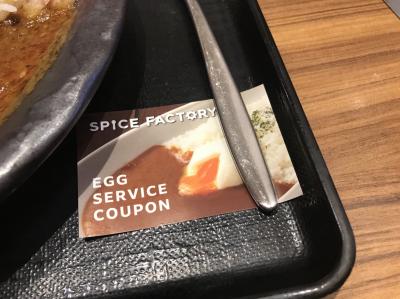 SPICE FACTORY
EGG
SERVICE
COUPON